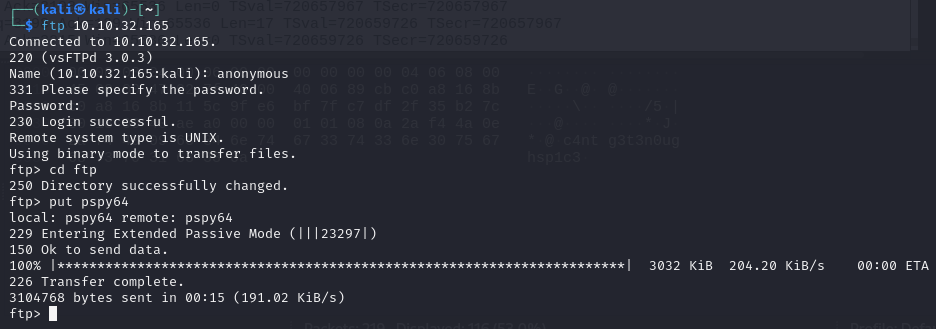 ┌──(kali㉿kali)-[~]
└─$ ftp 10.10.32.165
Connected to 10.10.32.165.
220 (vsFTPd 3.0.3)
Name (10.10.32.165:kali): anonymous
331 Please specify the password.
Password:
230 Login successful.
Remote system type is UNIX.
Using binary mode to transfer files.
ftp> cd ftp
250 Directory successfully changed.
ftp> put pspy64
local: pspy64 remote: pspy64
229 Entering Extended Passive Mode (|||23297|)
150 Ok to send data.
100% |***********************************************************************| 3032 KiB 204.20 KiB/s 00:00 ETA
226 Transfer complete.
3104768 bytes sent in 00:15 (191.02 KiB/s)
ftp>